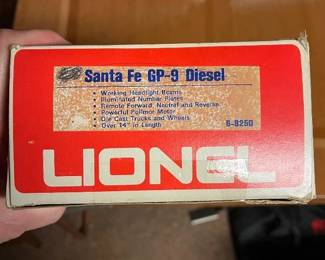 Santa Fe GP-9 Diesel
• Working Headlight Beams
• Illuminated Number Plates
• Remote Forward, Neutral and Reverse
• Powerful Pullmor Motor
• Die Cast Trucks and Wheels
• Over 14" in Length
6-8250
LIONEL